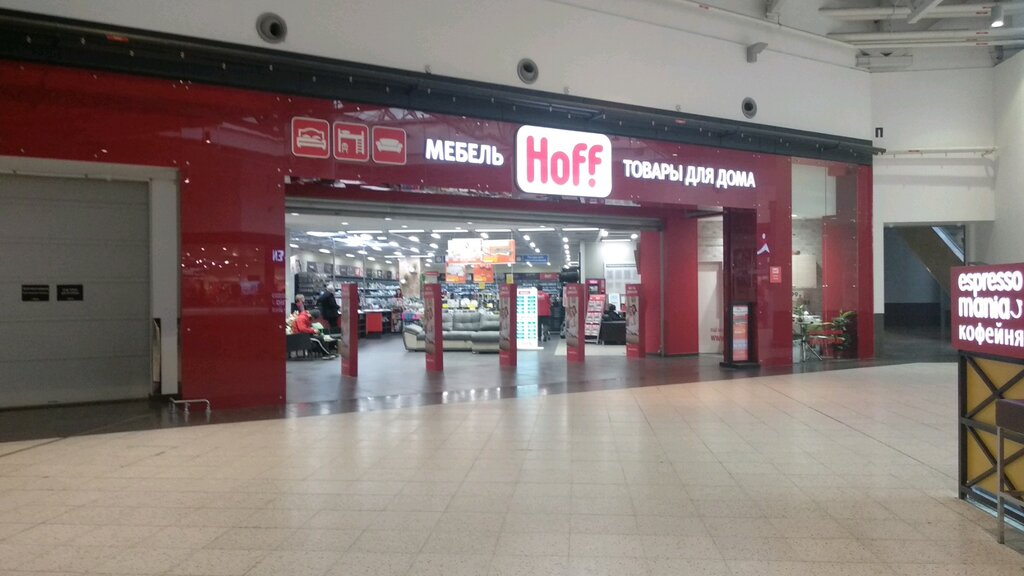 МЕБЕЛЬ
Hoff
ТОВАРЫ ДЛЯ ДОМА
espresso
mania
кофейня